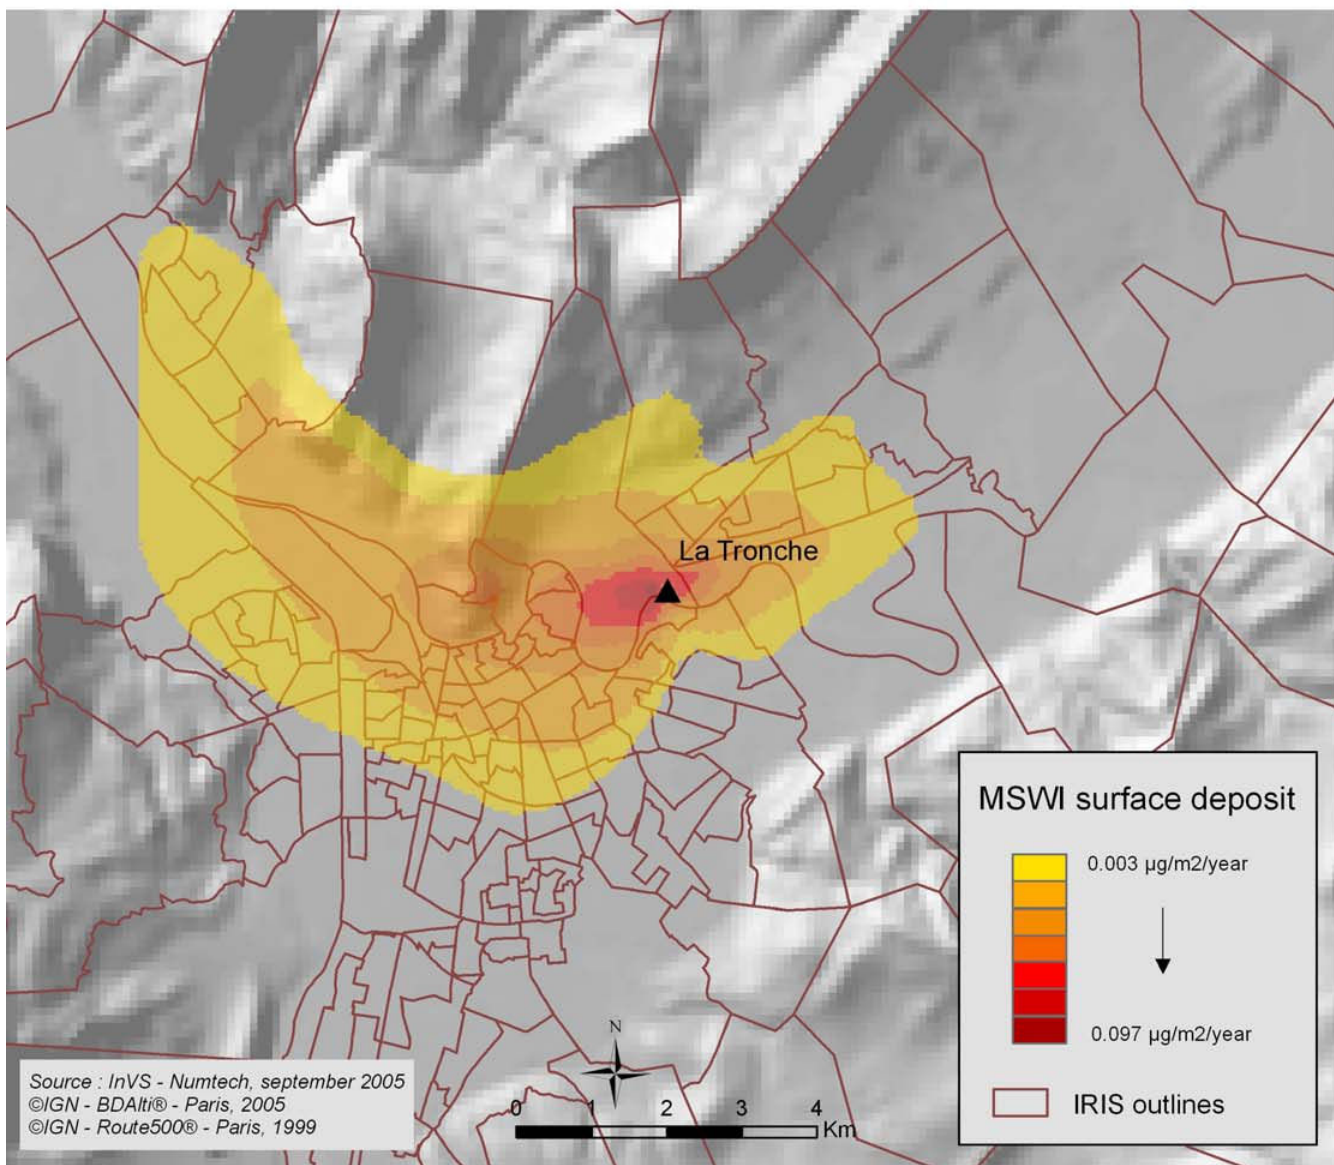 La Tronche
MSWI surface deposit
0.003 µg/m2/year
0.097 µg/m2/year
IRIS outlines
N
0 1 2 3 4
Km
Source : InVS - Numtech, september 2005
©IGN - BDAlti® - Paris, 2005
©IGN - Route500® - Paris, 1999